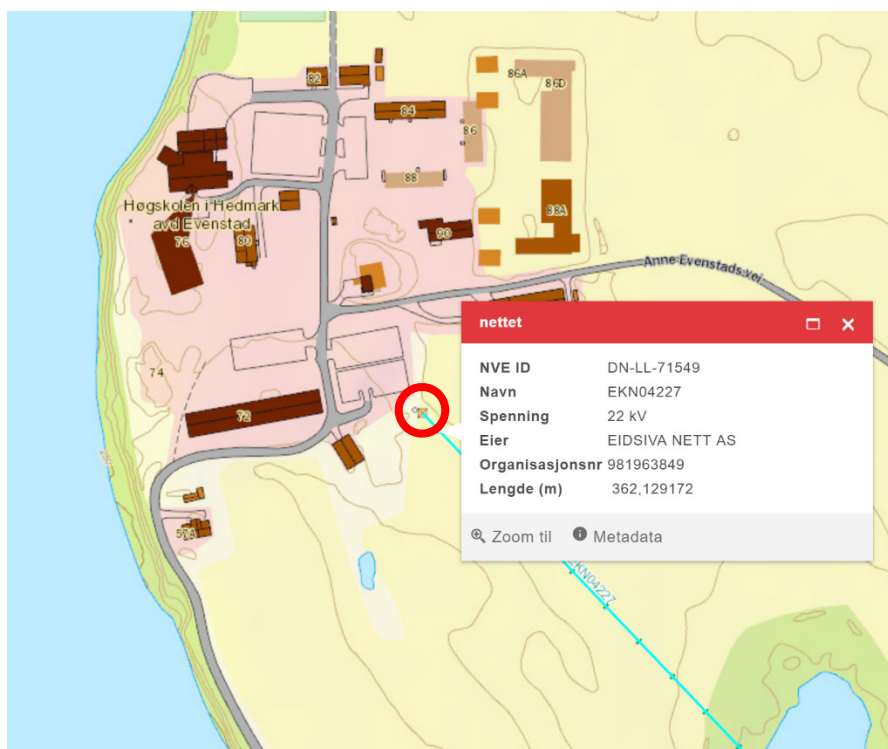 82
86A
86D
84
86
88
Høgskolen i Hedmark
avd Evenstad
76
80
90
88A
Anne Evenstads vei
nettet
NVE ID DN-LL-71549
Navn EKN04227
Spenning 22 kV
Eier EIDSIVA NETT AS
Organisasjonsnr 981963849
Lengde (m) 362,129172
Zoom til Metadata
74
72
250
EKN04227